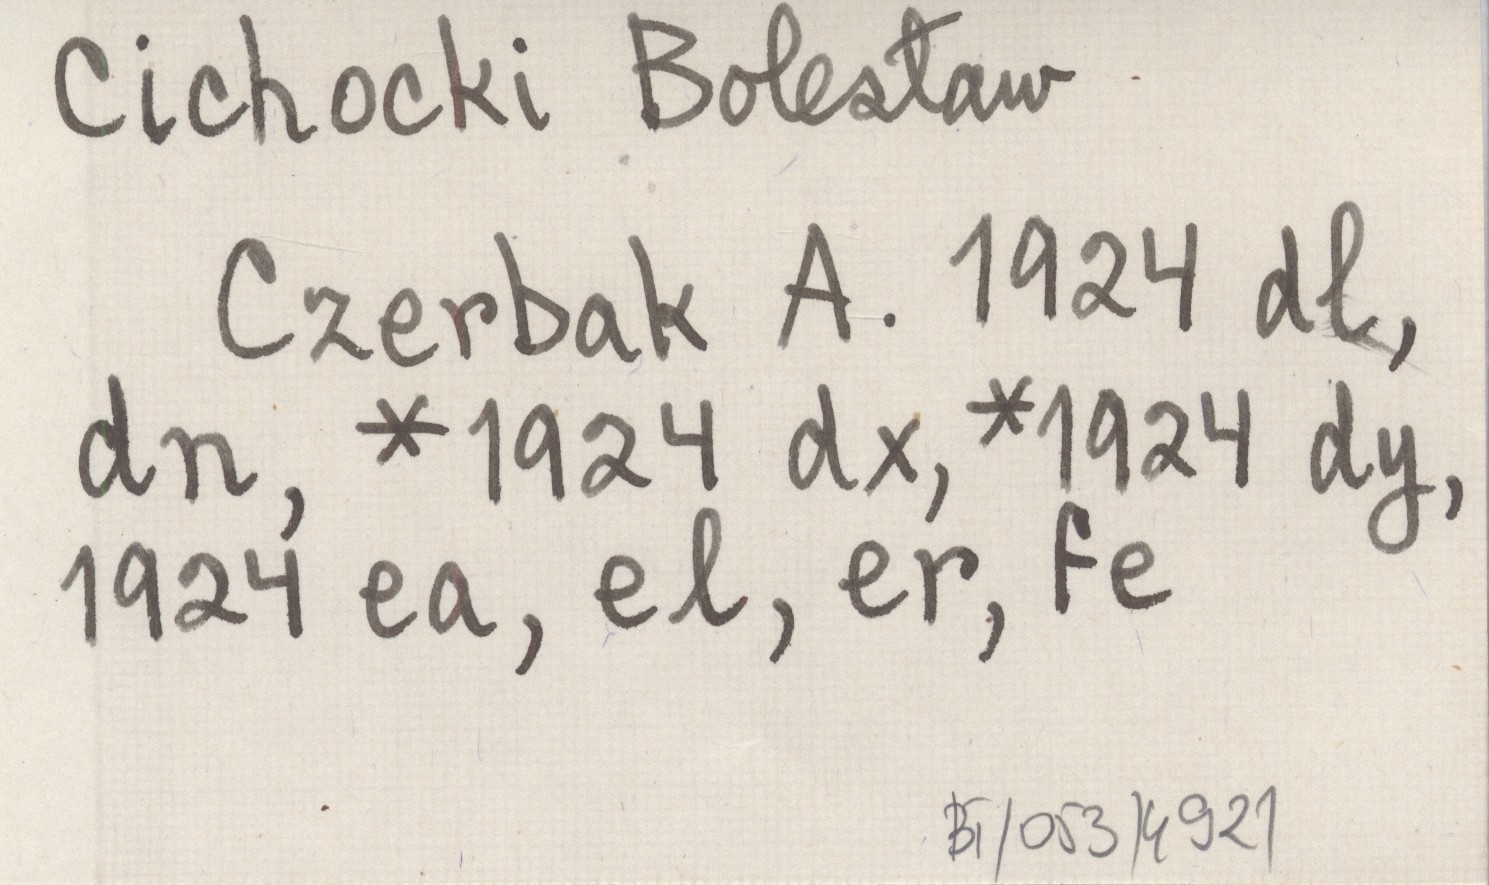 Cichocki Bolesław
Czerbak A. 1924 dl,
dn, *1924 dx, *1924 dy,
1924 ea, el, er, fe
BI/053/4921